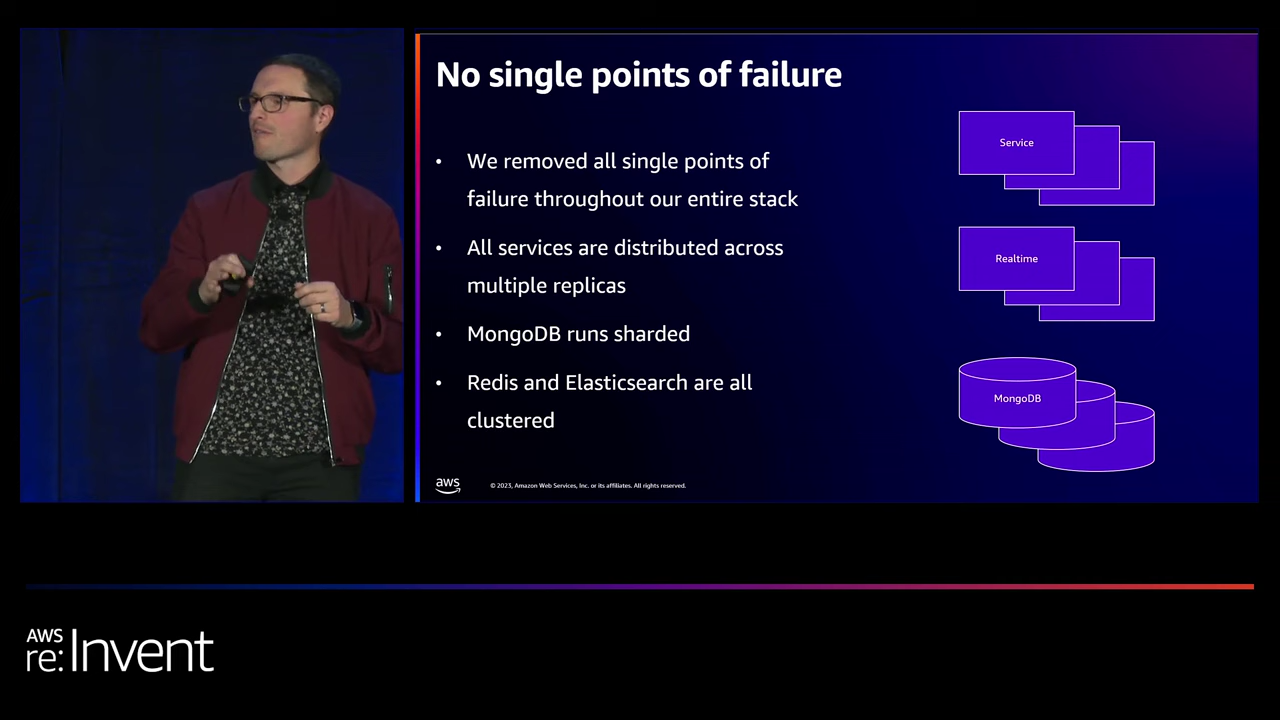 No single points of failure
• We removed all single points of
failure throughout our entire stack
• All services are distributed across
multiple replicas
• MongoDB runs sharded
• Redis and Elasticsearch are all
clustered
Service
Realtime
MongoDB
aws
© 2023, Amazon Web Services, Inc. or its affiliates. All rights reserved.
AWS
re:Invent